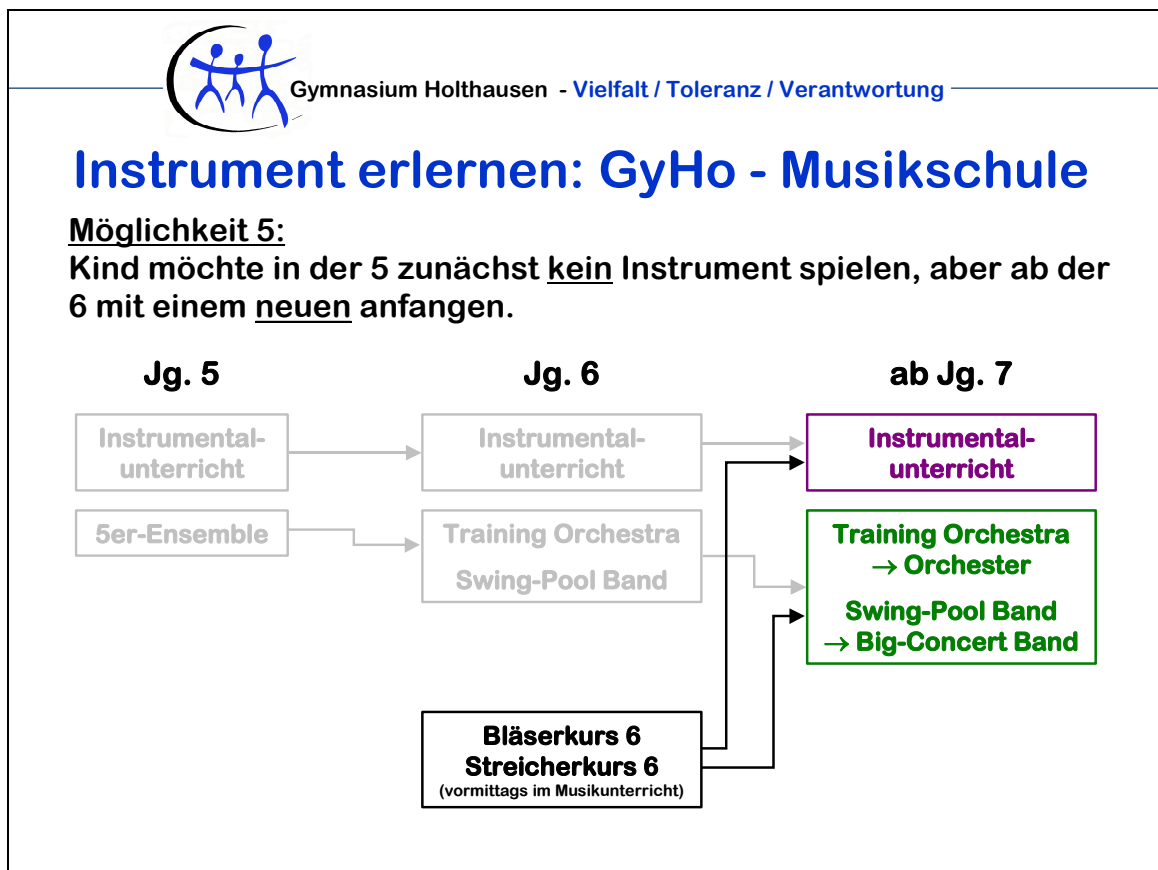 Gymnasium Holthausen - Vielfalt / Toleranz / Verantwortung
Instrument erlernen: GyHo - Musikschule
Möglichkeit 5:
Kind möchte in der 5 zunächst kein Instrument spielen, aber ab der
6 mit einem neuen anfangen.
Jg. 5
Jg. 6
ab Jg. 7
Instrumental-
unterricht
Instrumental-
unterricht
Instrumental-
unterricht
5er-Ensemble
Training Orchestra
Swing-Pool Band
Training Orchestra
→ Orchester
Swing-Pool Band
→ Big-Concert Band
Bläserkurs 6
Streicherkurs 6
(vormittags im Musikunterricht)